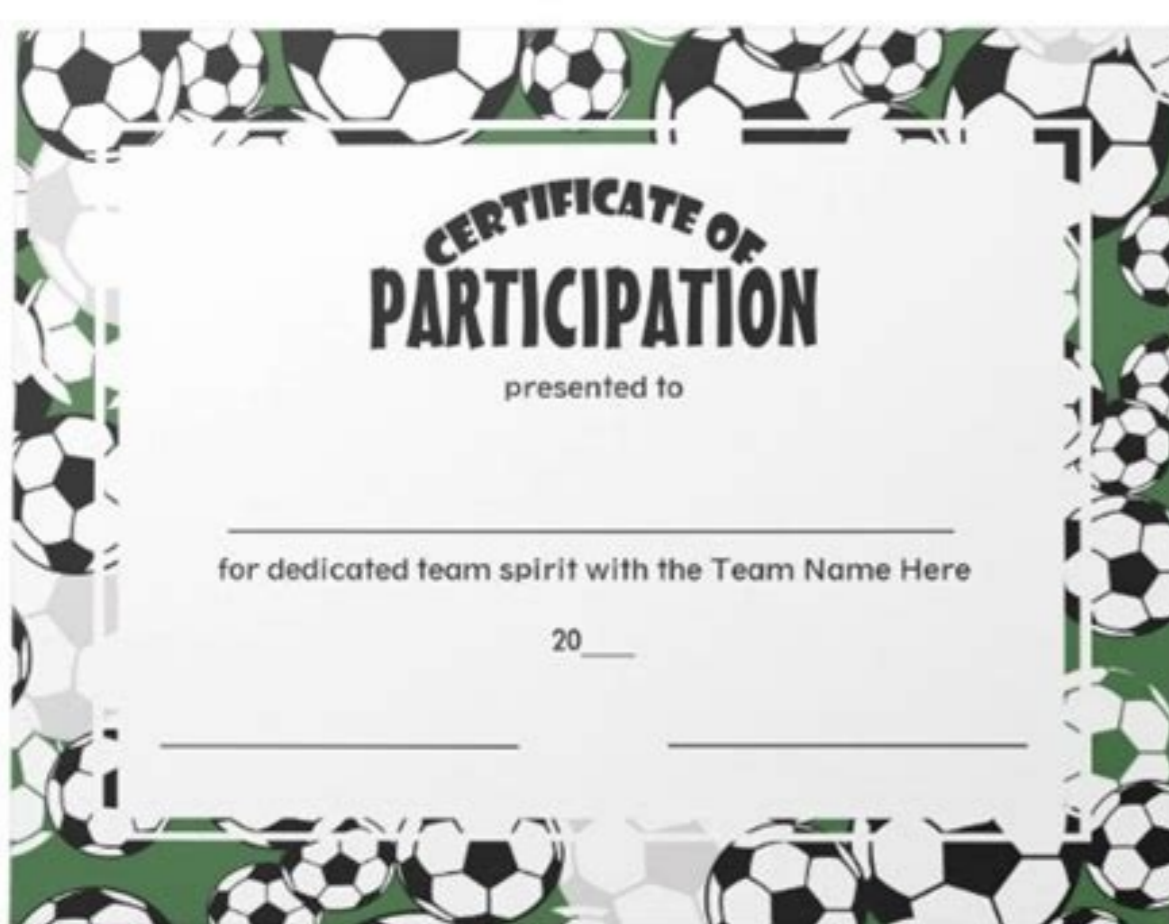 CERTIFICATE OF
PARTICIPATION
presented to
for dedicated team spirit with the Team Name Here
20___